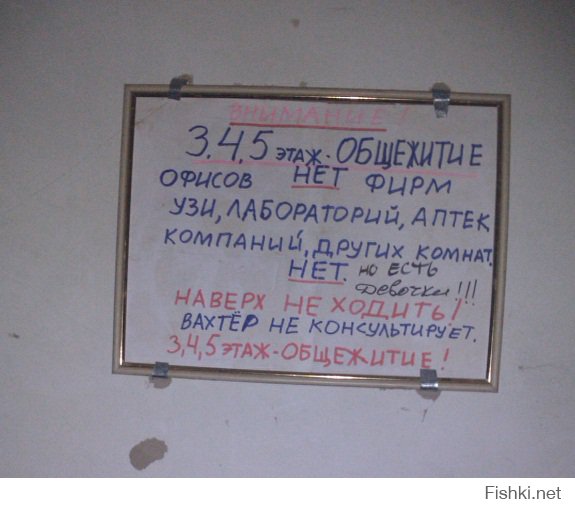 ВНИМАНИЕ!
3,4,5 ЭТАЖ-ОБЩЕЖИТИЕ
ОФИСОВ НЕТ ФИРМ
УЗИ, ЛАБОРАТОРИЙ, АПТЕК
КОМПАНИЙ, ДРУГИХ КОМНАТ.
НЕТ. НО ЕСТЬ
ДЕВОЧКИ!!!
НАВЕРХ НЕ ХОДИТЬ!
ВАХТЁР НЕ КОНСУЛЬТИРУЕТ.
3,4,5 ЭТАЖ-ОБЩЕЖИТИЕ!
Fishki.net